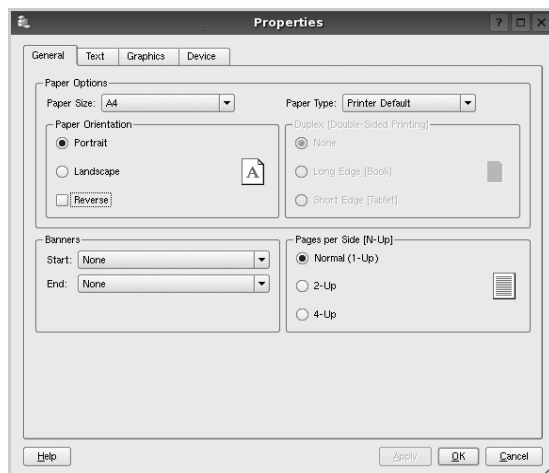 Properties
General Text Graphics Device
Paper Options
Paper Size: A4 Paper Type: Printer Default
Paper Orientation
Portrait
Landscape
Reverse
A
Duplex [Double-Sided Printing]
None
Long Edge [Book]
Short Edge [Tablet]
Banners
Start: None
End: None
Pages per Side [N-Up]
Normal (1-Up)
2-Up
4-Up
Help Apply OK Cancel